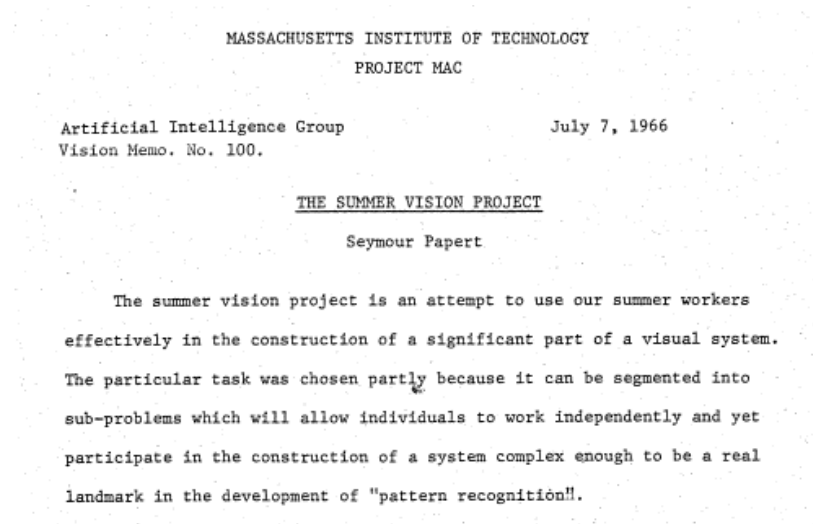 MASSACHUSETTS INSTITUTE OF TECHNOLOGY
PROJECT MAC
Artificial Intelligence Group July 7, 1966
Vision Memo. No. 100.
THE SUMMER VISION PROJECT
Seymour Papert
The summer vision project is an attempt to use our summer workers
effectively in the construction of a significant part of a visual system.
The particular task was chosen partly because it can be segmented into
sub-problems which will allow individuals to work independently and yet
participate in the construction of a system complex enough to be a real
landmark in the development of "pattern recognition".